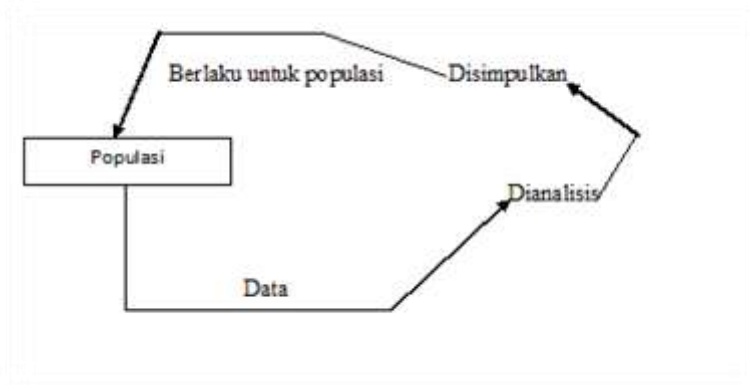 Berlaku untuk populasi
Disimpulkan
Populasi
Dianalisis
Data